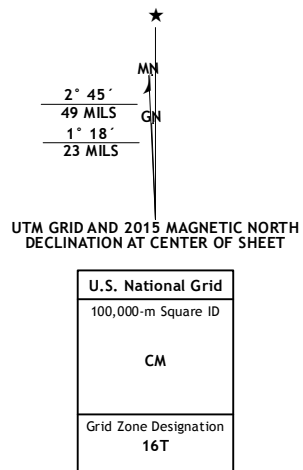 ★
MN
2° 45´
49 MILS
GN
1° 18´
23 MILS
UTM GRID AND 2015 MAGNETIC NORTH
DECLINATION AT CENTER OF SHEET
U.S. National Grid
100,000-m Square ID
CM
Grid Zone Designation
16T